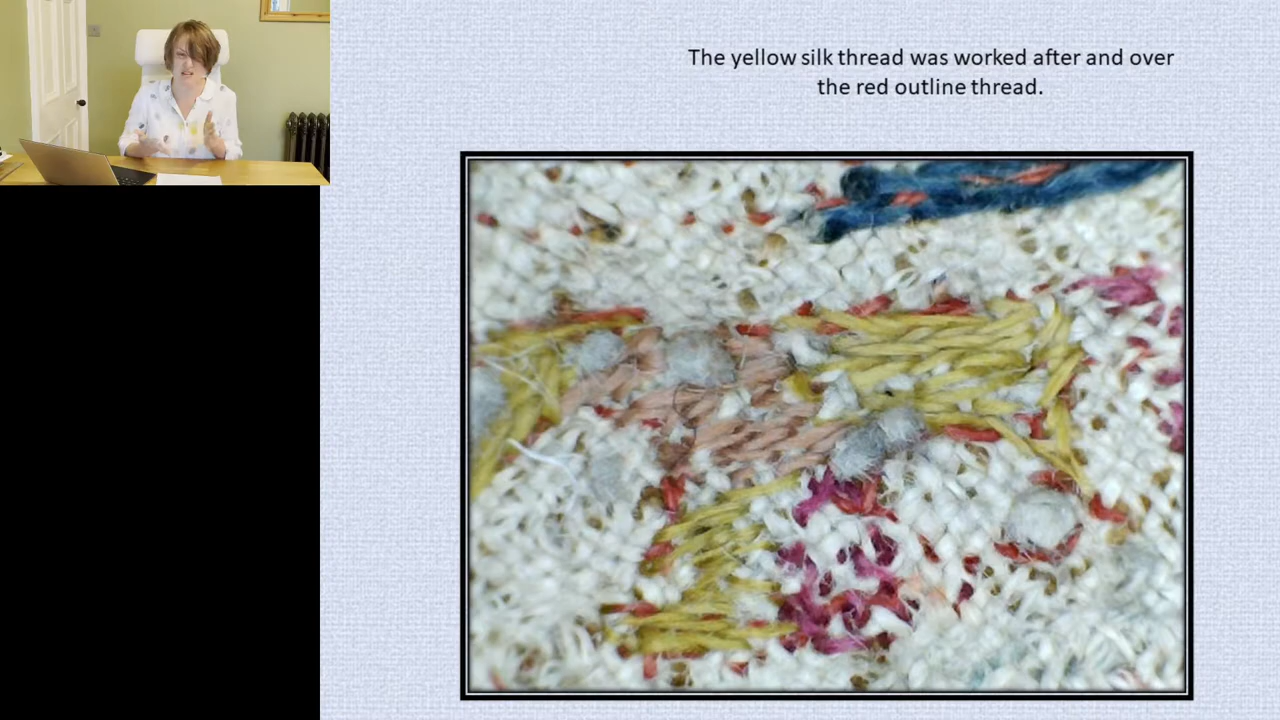 The yellow silk thread was worked after and over
the red outline thread.